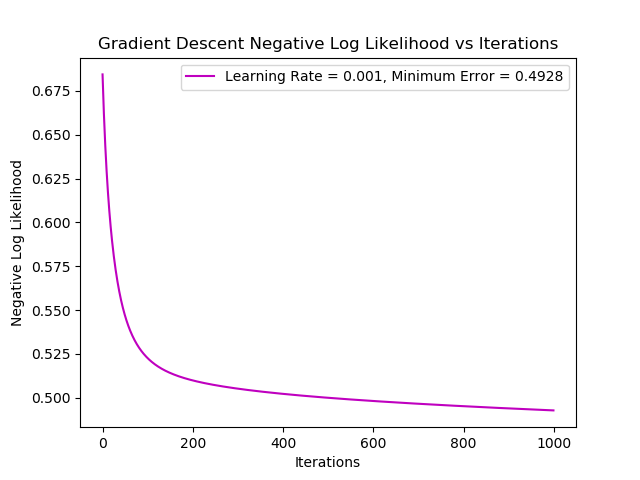 Gradient Descent Negative Log Likelihood vs Iterations
Learning Rate = 0.001, Minimum Error = 0.4928
Negative Log Likelihood
0.675
0.650
0.625
0.600
0.575
0.550
0.525
0.500
0 200 400 600 800 1000
Iterations